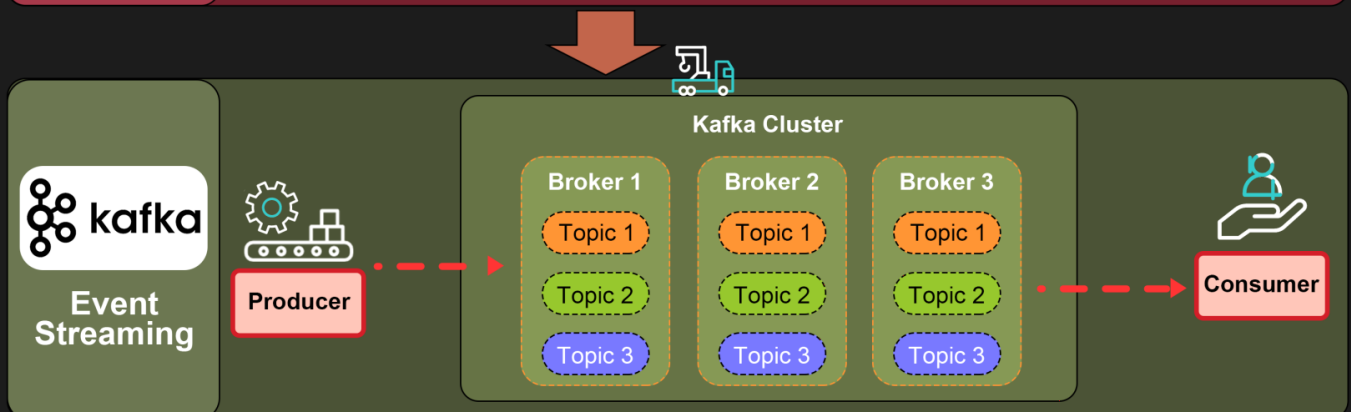 Kafka Cluster
kafka
Event
Streaming
Producer
Broker 1
Topic 1
Topic 2
Topic 3
Broker 2
Topic 1
Topic 2
Topic 3
Broker 3
Topic 1
Topic 2
Topic 3
Consumer